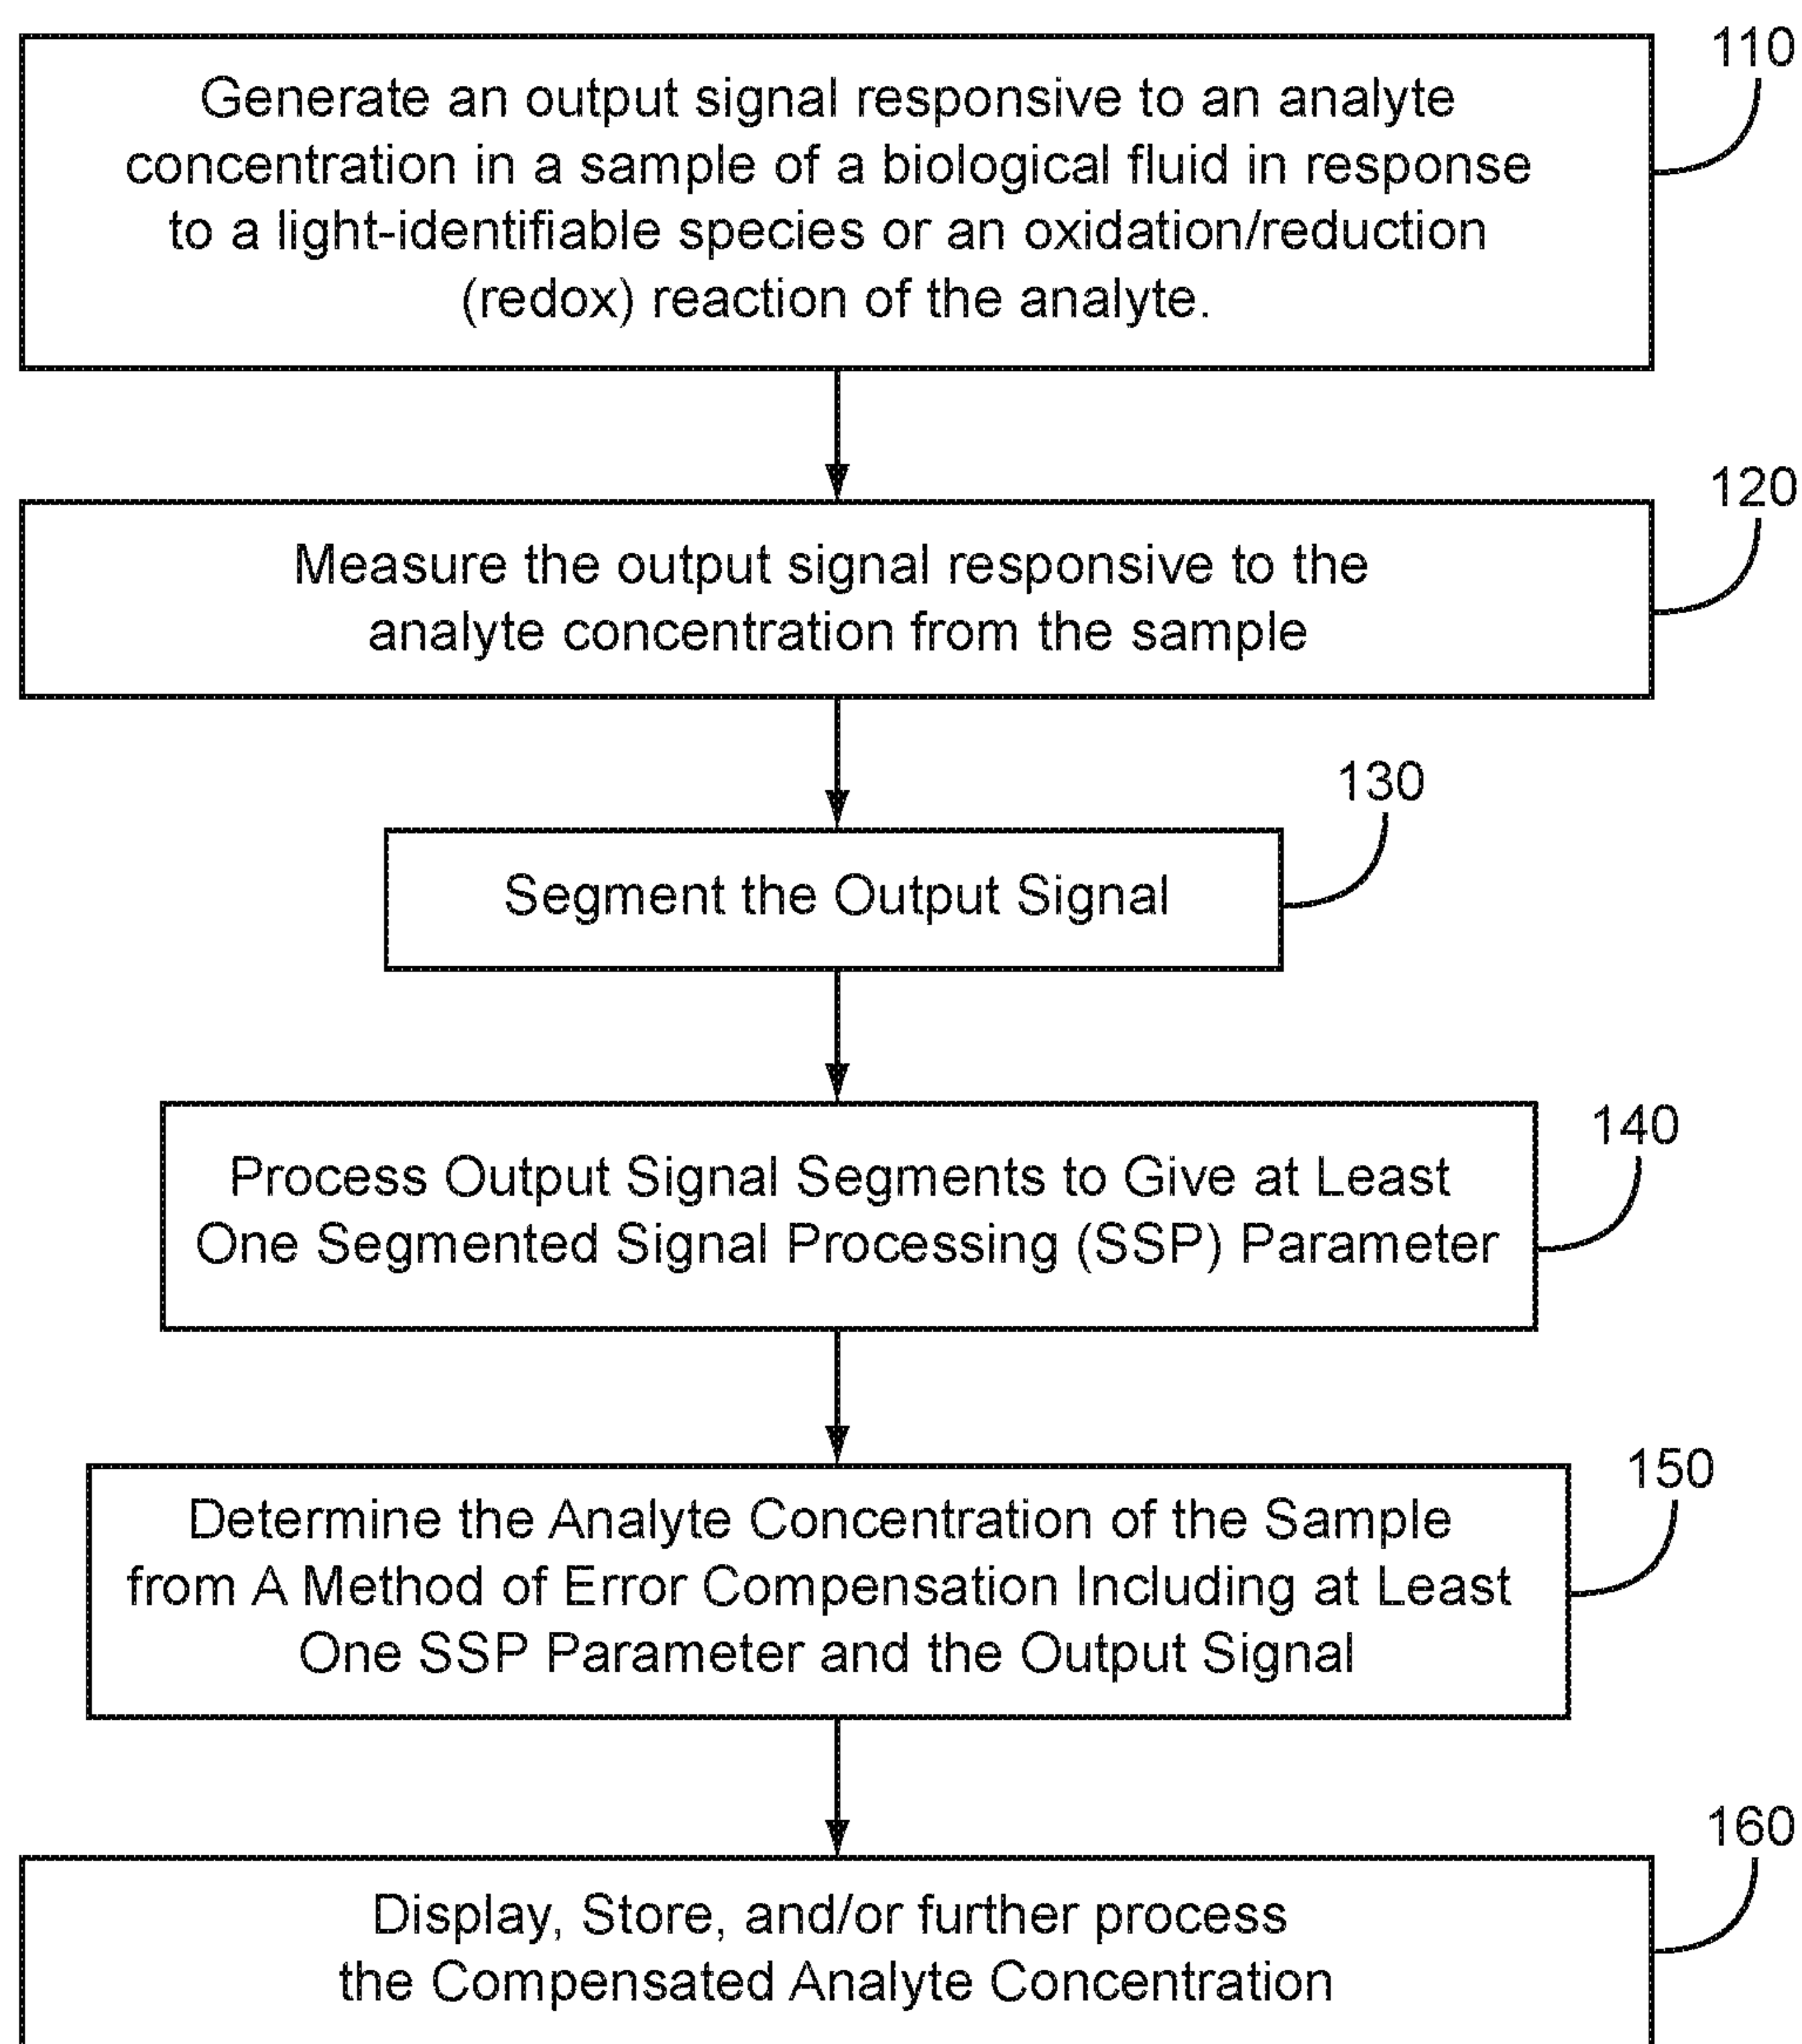 110
Generate an output signal responsive to an analyte
concentration in a sample of a biological fluid in response
to a light-identifiable species or an oxidation/reduction
(redox) reaction of the analyte.
120
Measure the output signal responsive to the
analyte concentration from the sample
130
Segment the Output Signal
140
Process Output Signal Segments to Give at Least
One Segmented Signal Processing (SSP) Parameter
150
Determine the Analyte Concentration of the Sample
from A Method of Error Compensation Including at Least
One SSP Parameter and the Output Signal
160
Display, Store, and/or further process
the Compensated Analyte Concentration